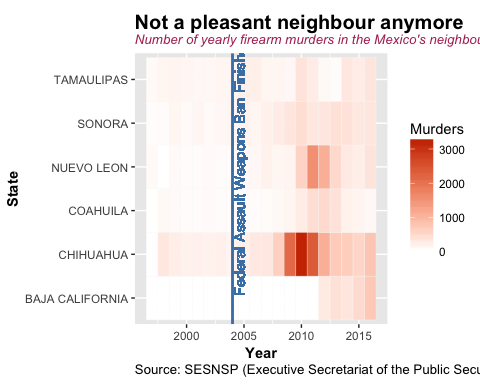 Not a pleasant neighbour anymore
Number of yearly firearm murders in the Mexico's neighbou
TAMAULIPAS
SONORA
NUEVO LEON
COAHUILA
CHIHUAHUA
BAJA CALIFORNIA
State
Federal Assault Weapons Ban Finish
2000
2005
2010
2015
Year
Murders
3000
2000
1000
0
Source: SESNSP (Executive Secretariat of the Public Secu